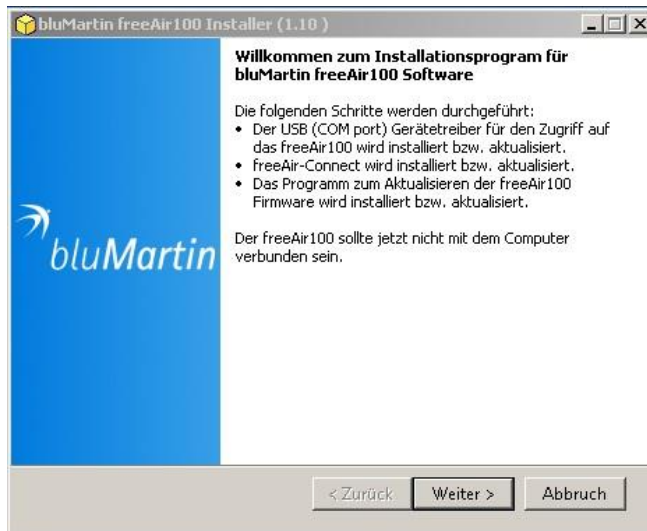 bluMartin freeAir100 Installer (1.10 )
Willkommen zum Installationsprogram für
bluMartin freeAir100 Software
Die folgenden Schritte werden durchgeführt:
• Der USB (COM port) Gerätetreiber für den Zugriff auf
das freeAir100 wird installiert bzw. aktualisiert.
• freeAir-Connect wird installiert bzw. aktualisiert.
• Das Programm zum Aktualisieren der freeAir100
Firmware wird installiert bzw. aktualisiert.
Der freeAir100 sollte jetzt nicht mit dem Computer
verbunden sein.
bluMartin
< Zurück Weiter > Abbruch